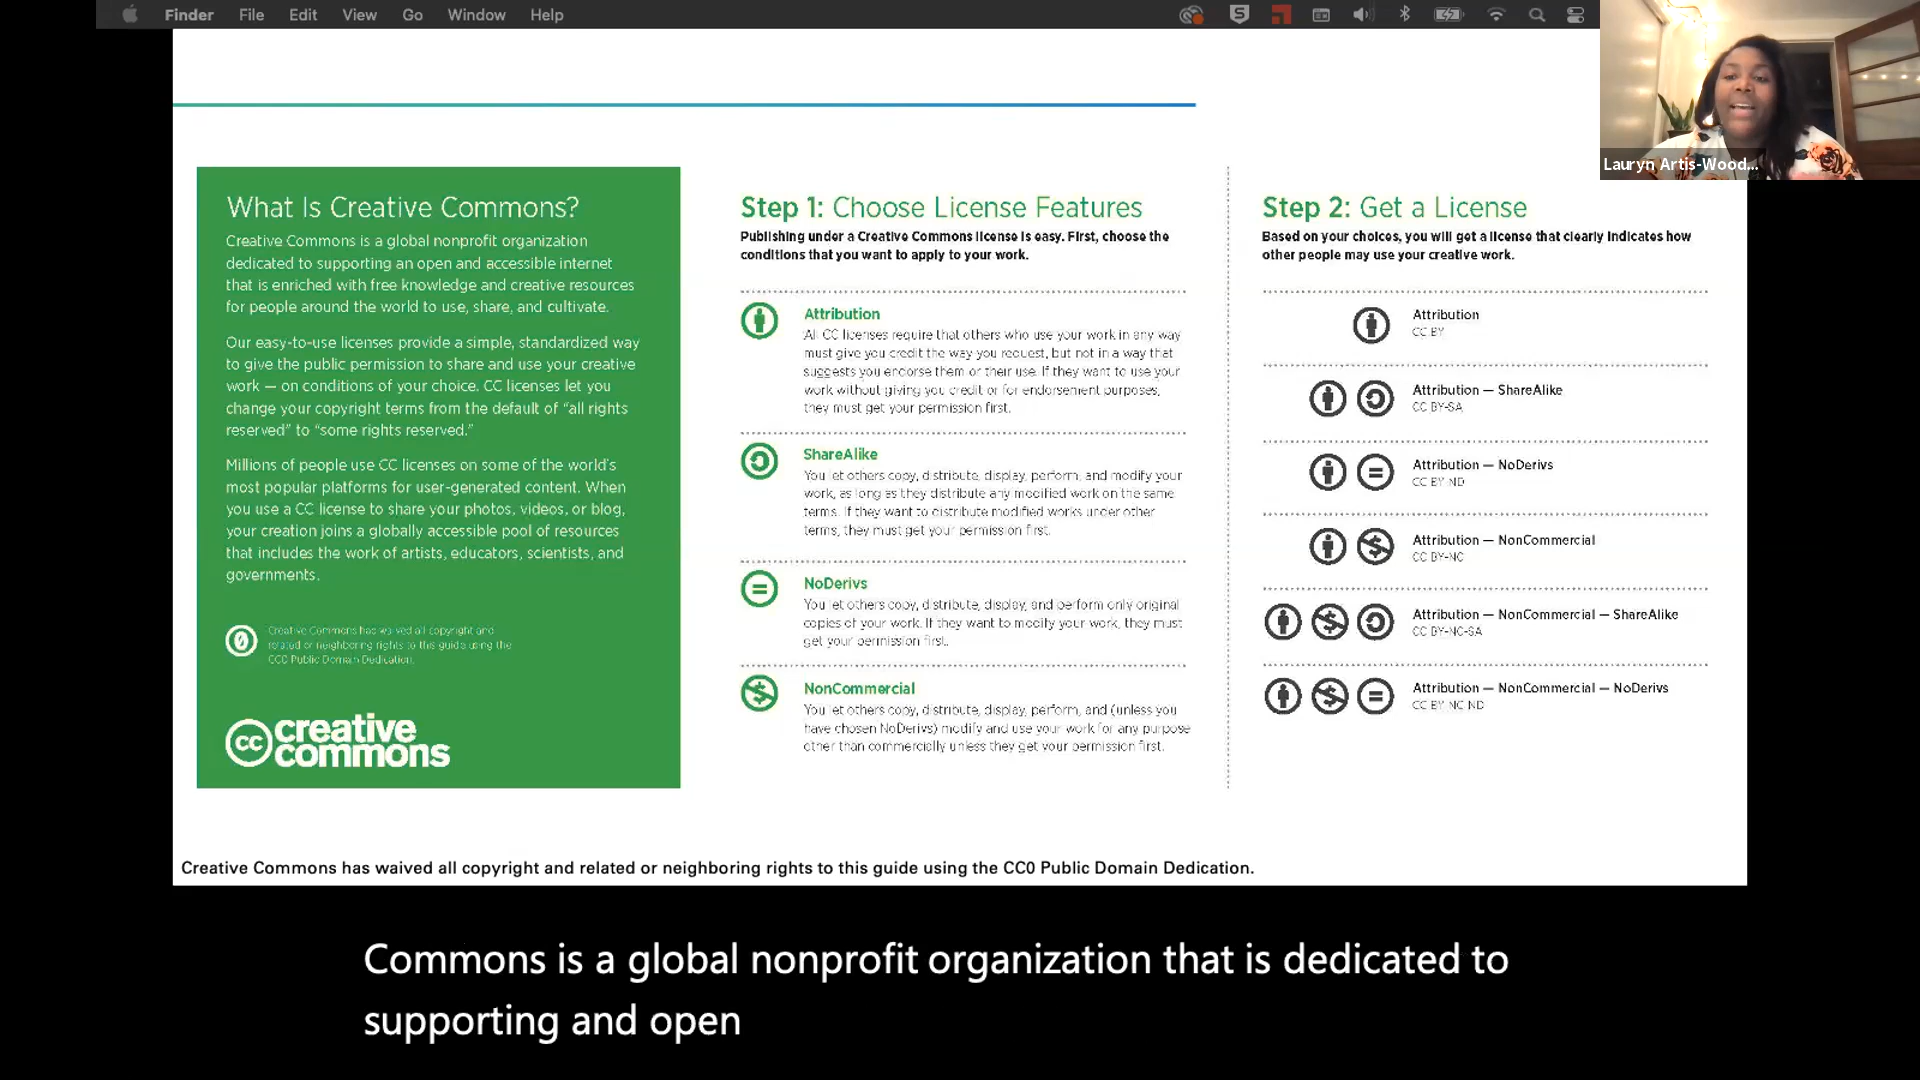 Finder File Edit View Go Window Help
Lauryn Artis-Wood...
What Is Creative Commons?
Creative Commons is a global nonprofit organization
dedicated to supporting an open and accessible internet
that is enriched with free knowledge and creative resources
for people around the world to use, share, and cultivate.
Our easy-to-use licenses provide a simple, standardized way
to give the public permission to share and use your creative
work — on conditions of your choice. CC licenses let you
change your copyright terms from the default of “all rights
reserved” to “some rights reserved.”
Millions of people use CC licenses on some of the world’s
most popular platforms for user-generated content. When
you use a CC license to share your photos, videos, or blog,
your creation joins a globally accessible pool of resources
that includes the work of artists, educators, scientists, and
governments.
Creative Commons has waived all copyright and
related or neighboring rights to this guide using the
CC0 Public Domain Dedication.
cc creative
commons
Step 1: Choose License Features
Publishing under a Creative Commons license is easy. First, choose the
conditions that you want to apply to your work.
Attribution
All CC licenses require that others who use your work in any way
must give you credit the way you request, but not in a way that
suggests you endorse them or their use. If they want to use your
work without giving you credit or for endorsement purposes,
they must get your permission first.
ShareAlike
You let others copy, distribute, display, perform, and modify your
work, as long as they distribute any modified work on the same
terms. If they want to distribute modified works under other
terms, they must get your permission first.
NoDerivs
You let others copy, distribute, display, and perform only original
copies of your work. If they want to modify your work, they must
get your permission first.
NonCommercial
You let others copy, distribute, display, perform, and (unless you
have chosen NoDerivs) modify and use your work for any purpose
other than commercially unless they get your permission first.
Step 2: Get a License
Based on your choices, you will get a license that clearly indicates how
other people may use your creative work.
Attribution
CC BY
Attribution — ShareAlike
CC BY-SA
Attribution — NoDerivs
CC BY-ND
Attribution — NonCommercial
CC BY-NC
Attribution — NonCommercial — ShareAlike
CC BY-NC-SA
Attribution — NonCommercial — NoDerivs
CC BY-NC-ND
Creative Commons has waived all copyright and related or neighboring rights to this guide using the CC0 Public Domain Dedication.
Commons is a global nonprofit organization that is dedicated to
supporting and open